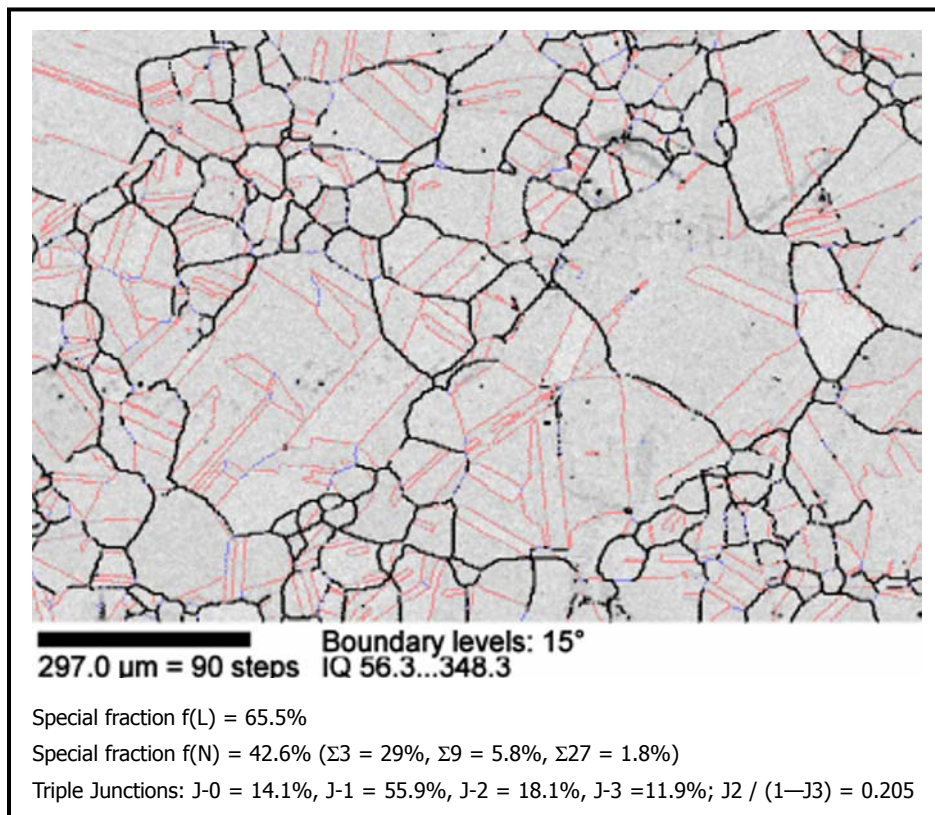 Boundary levels: 15°
297.0 µm = 90 steps IQ 56.3...348.3
Special fraction f(L) = 65.5%
Special fraction f(N) = 42.6% (Σ3 = 29%, Σ9 = 5.8%, Σ27 = 1.8%)
Triple Junctions: J-0 = 14.1%, J-1 = 55.9%, J-2 = 18.1%, J-3 =11.9%; J2 / (1—J3) = 0.205